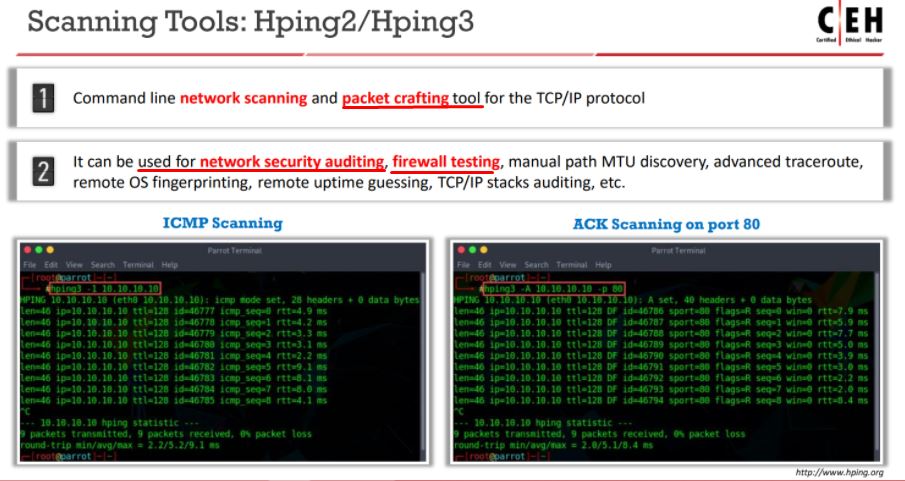 Scanning Tools: Hping2/Hping3
CEH
Certified Ethical Hacker
1
Command line network scanning and packet crafting tool for the TCP/IP protocol
2
It can be used for network security auditing, firewall testing, manual path MTU discovery, advanced traceroute,
remote OS fingerprinting, remote uptime guessing, TCP/IP stacks auditing, etc.
ICMP Scanning
Parrot Terminal
File Edit View Search Terminal Help
[root@parrot]-[~]
#hping3 -1 10.10.10.10
HPING 10.10.10.10 (eth0 10.10.10.10): icmp mode set, 28 headers + 0 data bytes
len=46 ip=10.10.10.10 ttl=128 id=46777 icmp_seq=0 rtt=4.9 ms
len=46 ip=10.10.10.10 ttl=128 id=46778 icmp_seq=1 rtt=4.2 ms
len=46 ip=10.10.10.10 ttl=128 id=46779 icmp_seq=2 rtt=3.3 ms
len=46 ip=10.10.10.10 ttl=128 id=46780 icmp_seq=3 rtt=3.1 ms
len=46 ip=10.10.10.10 ttl=128 id=46781 icmp_seq=4 rtt=2.2 ms
len=46 ip=10.10.10.10 ttl=128 id=46782 icmp_seq=5 rtt=9.1 ms
len=46 ip=10.10.10.10 ttl=128 id=46783 icmp_seq=6 rtt=8.1 ms
len=46 ip=10.10.10.10 ttl=128 id=46784 icmp_seq=7 rtt=8.0 ms
len=46 ip=10.10.10.10 ttl=128 id=46785 icmp_seq=8 rtt=4.1 ms
^C
--- 10.10.10.10 hping statistic ---
9 packets transmitted, 9 packets received, 0% packet loss
round-trip min/avg/max = 2.2/5.2/9.1 ms
[root@parrot]-[~]
ACK Scanning on port 80
Parrot Terminal
File Edit View Search Terminal Help
[root@parrot]-[~]
#hping3 -A 10.10.10.10 -p 80
HPING 10.10.10.10 (eth0 10.10.10.10): A set, 40 headers + 0 data bytes
len=46 ip=10.10.10.10 ttl=128 DF id=46786 sport=80 flags=R seq=0 win=0 rtt=7.9 ms
len=46 ip=10.10.10.10 ttl=128 DF id=46787 sport=80 flags=R seq=1 win=0 rtt=5.9 ms
len=46 ip=10.10.10.10 ttl=128 DF id=46788 sport=80 flags=R seq=2 win=0 rtt=7.7 ms
len=46 ip=10.10.10.10 ttl=128 DF id=46789 sport=80 flags=R seq=3 win=0 rtt=5.0 ms
len=46 ip=10.10.10.10 ttl=128 DF id=46790 sport=80 flags=R seq=4 win=0 rtt=3.9 ms
len=46 ip=10.10.10.10 ttl=128 DF id=46791 sport=80 flags=R seq=5 win=0 rtt=3.0 ms
len=46 ip=10.10.10.10 ttl=128 DF id=46792 sport=80 flags=R seq=6 win=0 rtt=2.2 ms
len=46 ip=10.10.10.10 ttl=128 DF id=46793 sport=80 flags=R seq=7 win=0 rtt=2.0 ms
len=46 ip=10.10.10.10 ttl=128 DF id=46794 sport=80 flags=R seq=8 win=0 rtt=8.4 ms
^C
--- 10.10.10.10 hping statistic ---
9 packets transmitted, 9 packets received, 0% packet loss
round-trip min/avg/max = 2.0/5.1/8.4 ms
[root@parrot]-[~]
http://www.hping.org